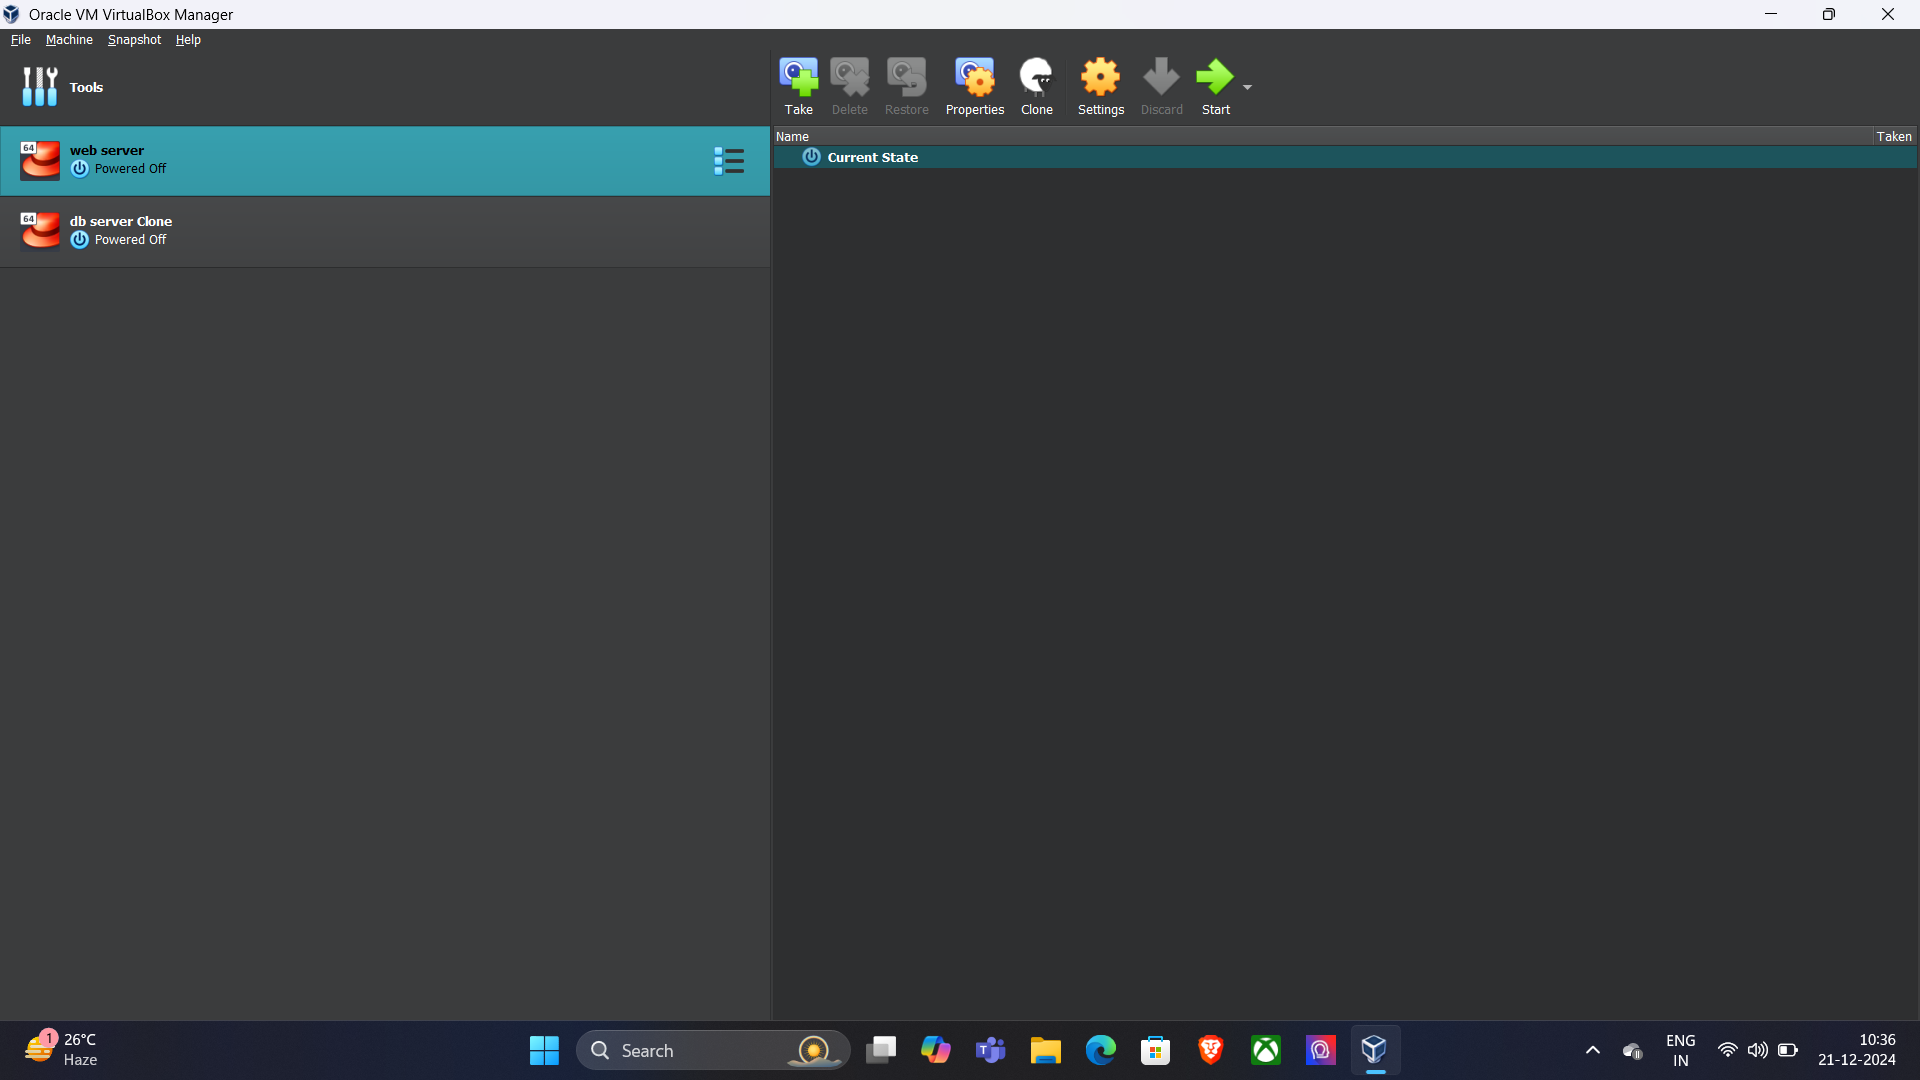 Oracle VM VirtualBox Manager
File Machine Snapshot Help
Tools
Take Delete Restore Properties Clone Settings Discard Start
64 web server
Powered Off
64 db server Clone
Powered Off
Name Taken
Current State
1 26°C
Haze
Search
ENG
IN
10:36
21-12-2024